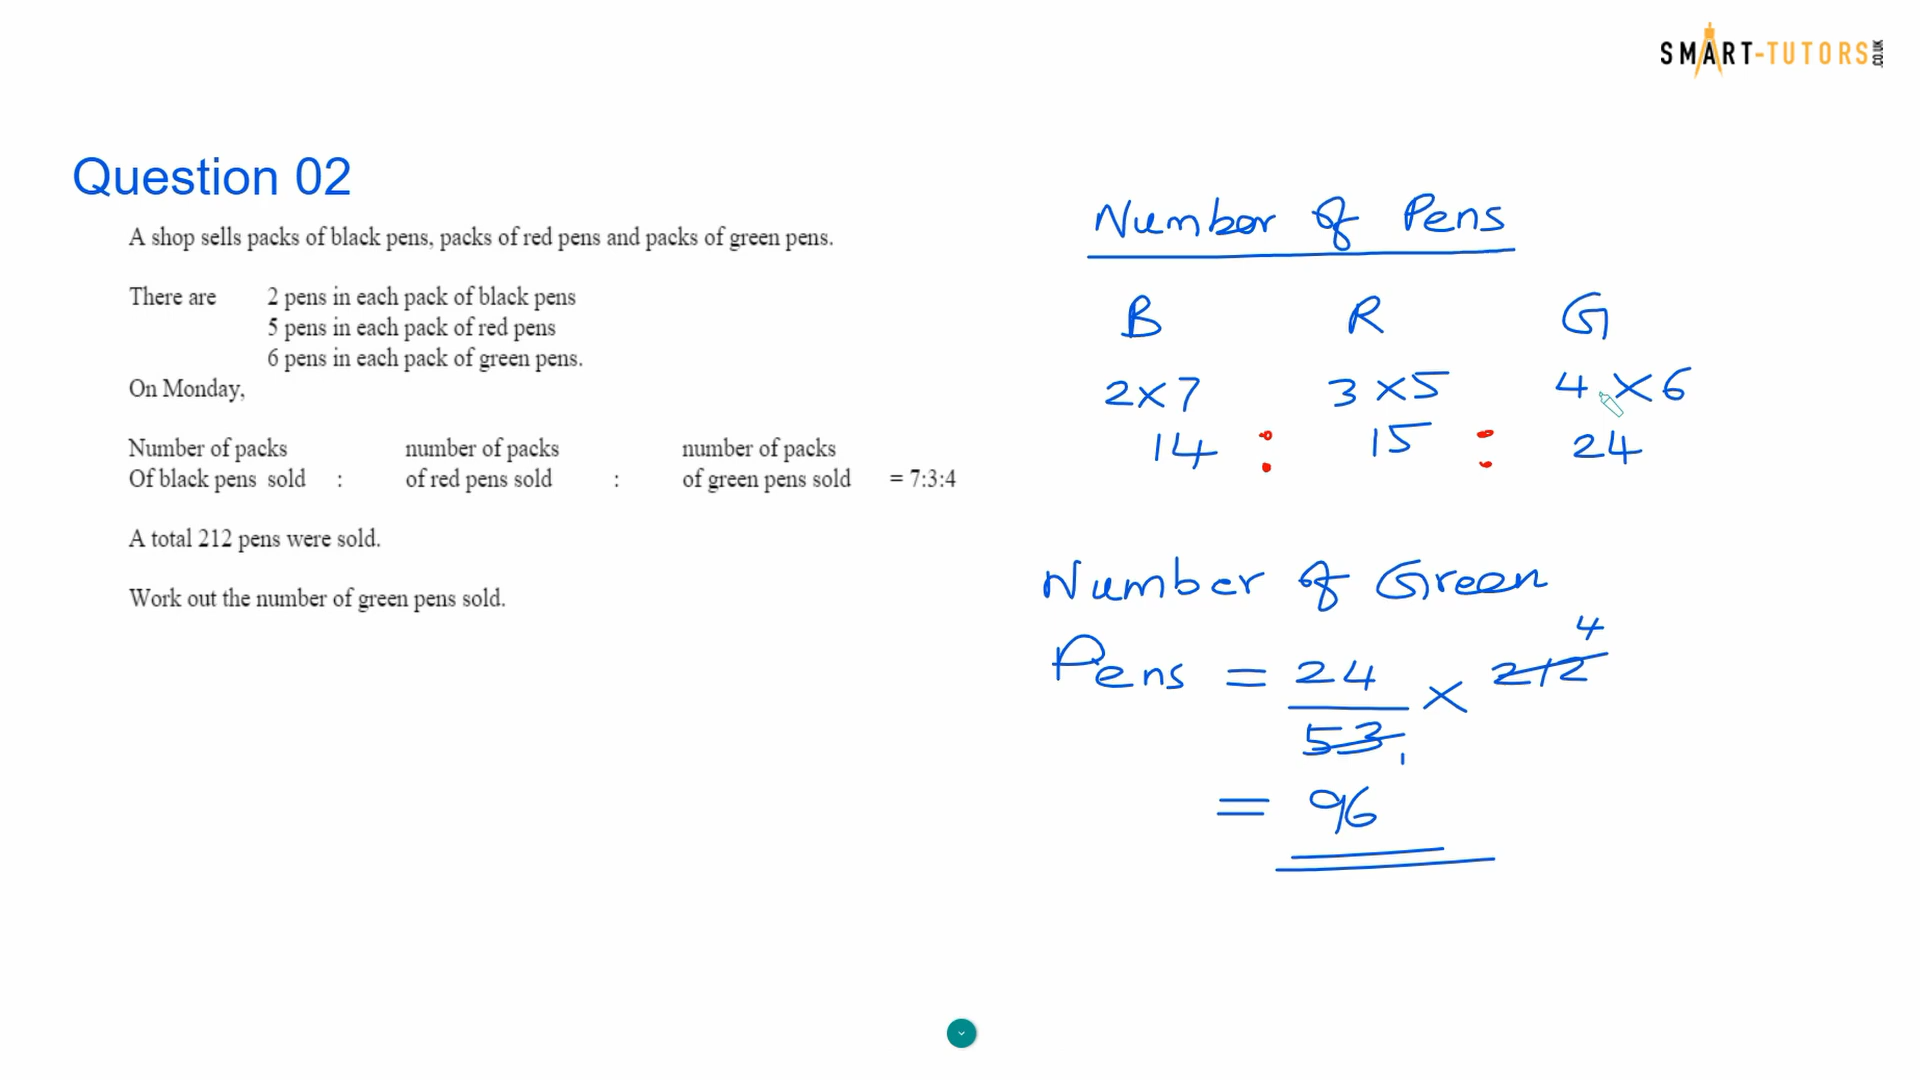 SMART-TUTORS.CO.UK
Question 02
A shop sells packs of black pens, packs of red pens and packs of green pens.
There are 2 pens in each pack of black pens
5 pens in each pack of red pens
6 pens in each pack of green pens.
On Monday,
Number of packs number of packs number of packs
Of black pens sold : of red pens sold : of green pens sold = 7:3:4
A total 212 pens were sold.
Work out the number of green pens sold.
Number of Pens
B R G
2×7 3×5 4×6
14 : 15 : 24
Number of Green
4
Pens = 24/53 × 212
1
= 96